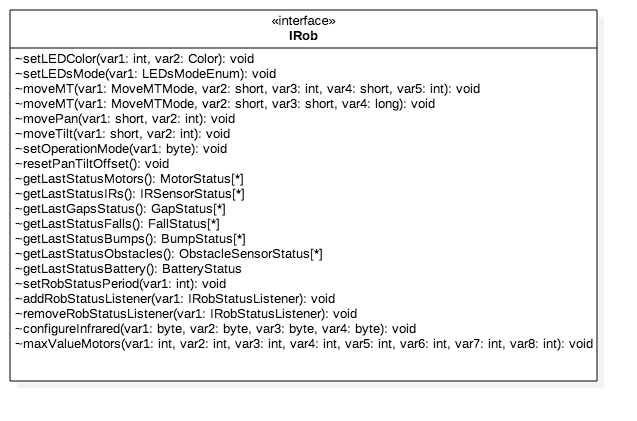 «interface»
IRob
~setLEDColor(var1: int, var2: Color): void
~setLEDsMode(var1: LEDsModeEnum): void
~moveMT(var1: MoveMTMode, var2: short, var3: int, var4: short, var5: int): void
~moveMT(var1: MoveMTMode, var2: short, var3: short, var4: long): void
~movePan(var1: short, var2: int): void
~moveTilt(var1: short, var2: int): void
~setOperationMode(var1: byte): void
~resetPanTiltOffset(): void
~getLastStatusMotors(): MotorStatus[*]
~getLastStatusIRs(): IRSensorStatus[*]
~getLastGapsStatus(): GapStatus[*]
~getLastStatusFalls(): FallStatus[*]
~getLastStatusBumps(): BumpStatus[*]
~getLastStatusObstacles(): ObstacleSensorStatus[*]
~getLastStatusBattery(): BatteryStatus
~setRobStatusPeriod(var1: int): void
~addRobStatusListener(var1: IRobStatusListener): void
~removeRobStatusListener(var1: IRobStatusListener): void
~configureInfrared(var1: byte, var2: byte, var3: byte, var4: byte): void
~maxValueMotors(var1: int, var2: int, var3: int, var4: int, var5: int, var6: int, var7: int, var8: int): void